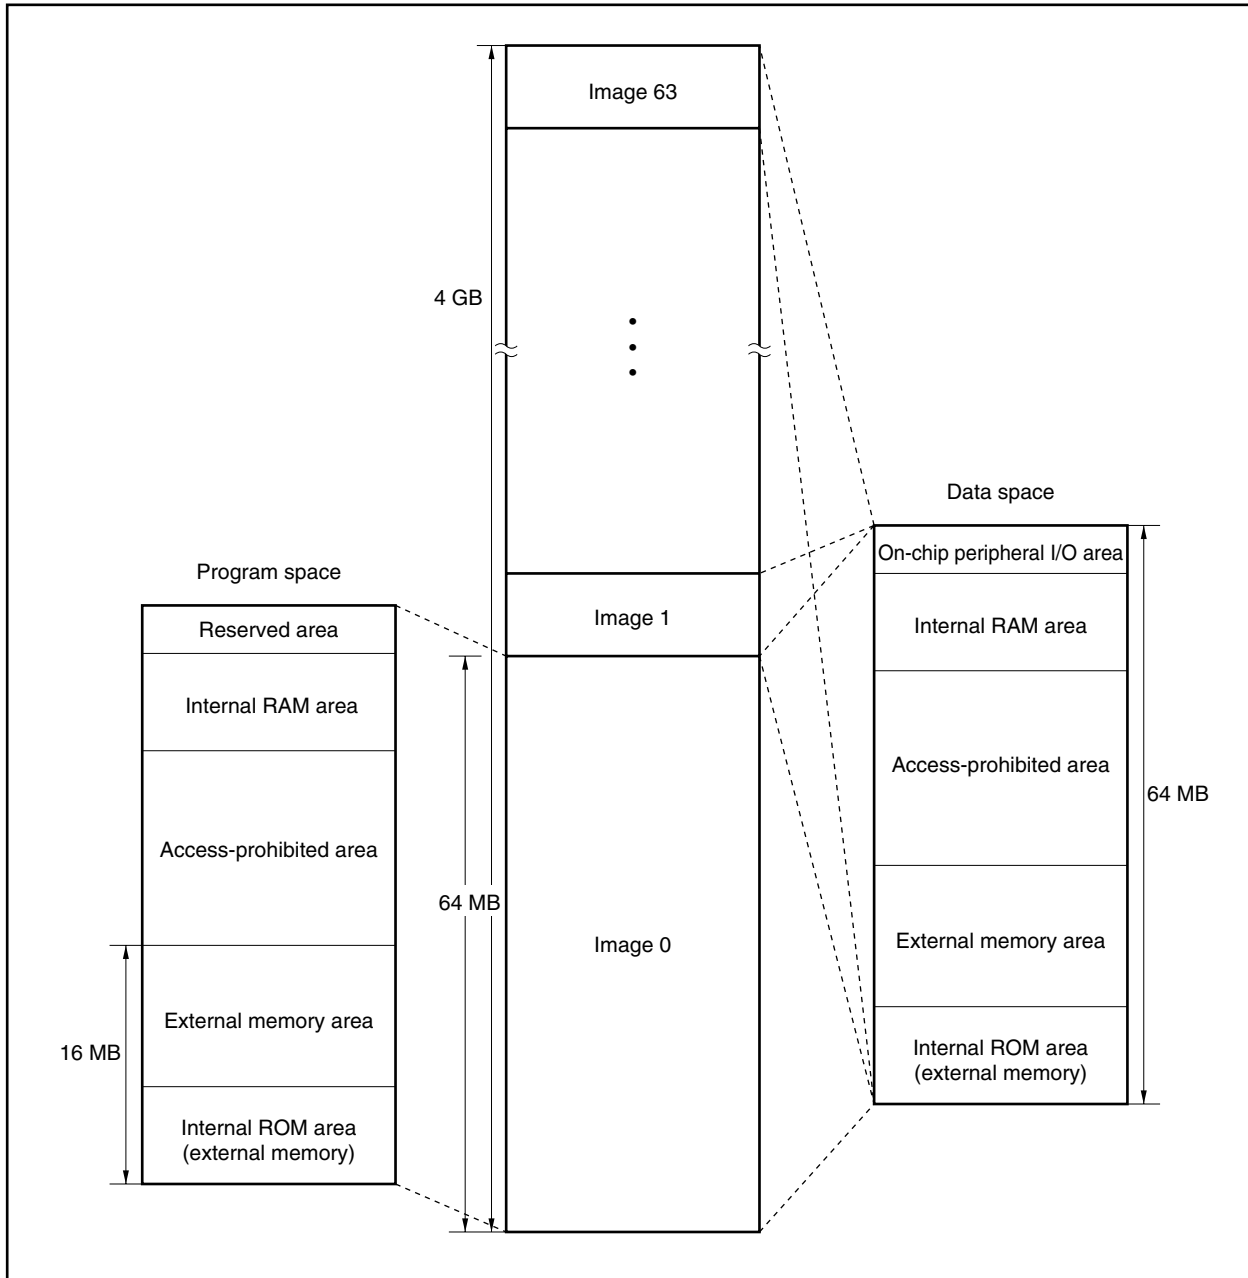 Image 63
4 GB
Data space
On-chip peripheral I/O area
Program space
Reserved area
Image 1
Internal RAM area
Internal RAM area
Access-prohibited area
64 MB
Access-prohibited area
64 MB
Image 0
External memory area
External memory area
16 MB
Internal ROM area
(external memory)
Internal ROM area
(external memory)